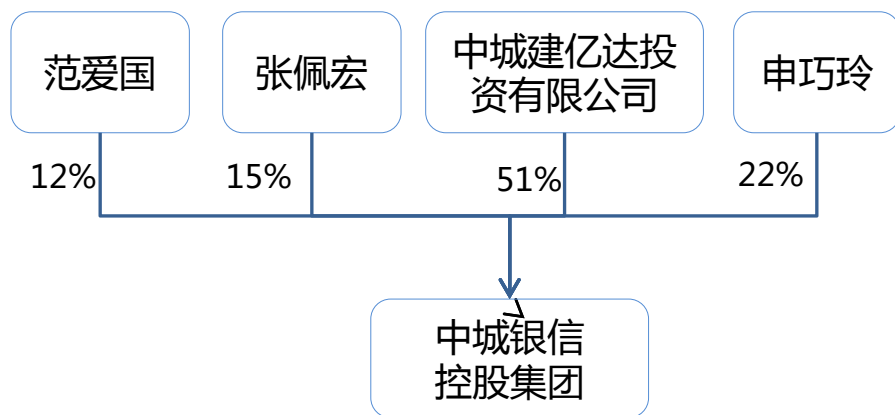 范爱国
张佩宏
中城建亿达投
资有限公司
申巧玲
12%
15%
51%
22%
中城银信
控股集团